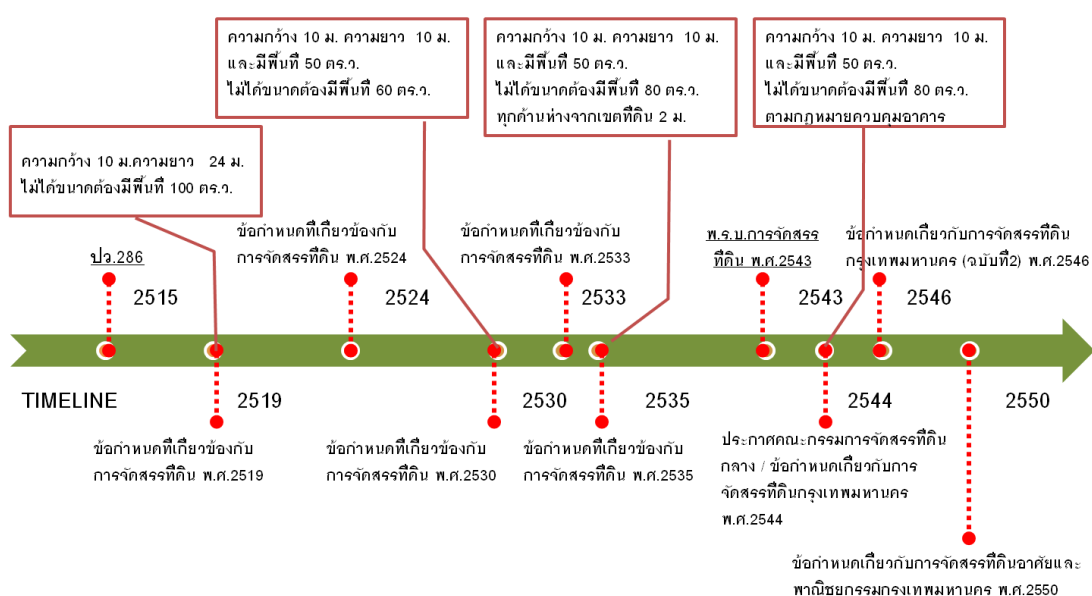 ความกว้าง 10 ม. ความยาว 10 ม.
และมีพื้นที่ 50 ตร.ว.
ไม่ได้ขนาดต้องมีพื้นที่ 60 ตร.ว.
ความกว้าง 10 ม. ความยาว 10 ม.
และมีพื้นที่ 50 ตร.ว.
ไม่ได้ขนาดต้องมีพื้นที่ 80 ตร.ว.
ทุกด้านห่างจากเขตที่ดิน 2 ม.
ความกว้าง 10 ม. ความยาว 10 ม.
และมีพื้นที่ 50 ตร.ว.
ไม่ได้ขนาดต้องมีพื้นที่ 80 ตร.ว.
ตามกฎหมายควบคุมอาคาร
ความกว้าง 10 ม.ความยาว 24 ม.
ไม่ได้ขนาดต้องมีพื้นที่ 100 ตร.ว.
ปว.286
ข้อกำหนดที่เกี่ยวข้องกับ
การจัดสรรที่ดิน พ.ศ.2524
ข้อกำหนดที่เกี่ยวข้องกับ
การจัดสรรที่ดิน พ.ศ.2533
พ.ร.บ.การจัดสรร
ที่ดิน พ.ศ.2543
ข้อกำหนดเกี่ยวกับการจัดสรรที่ดิน
กรุงเทพมหานคร (ฉบับที่2) พ.ศ.2546
2515
2524
2533
2543
2546
TIMELINE
2519
2530
2535
2544
2550
ข้อกำหนดที่เกี่ยวข้องกับ
การจัดสรรที่ดิน พ.ศ.2519
ข้อกำหนดที่เกี่ยวข้องกับ
การจัดสรรที่ดิน พ.ศ.2530
ข้อกำหนดที่เกี่ยวข้องกับ
การจัดสรรที่ดิน พ.ศ.2535
ประกาศคณะกรรมการจัดสรรที่ดิน
กลาง / ข้อกำหนดเกี่ยวกับการ
จัดสรรที่ดินกรุงเทพมหานคร
พ.ศ.2544
ข้อกำหนดเกี่ยวกับการจัดสรรที่ดินอาศัยและ
พาณิชยกรรมกรุงเทพมหานคร พ.ศ.2550